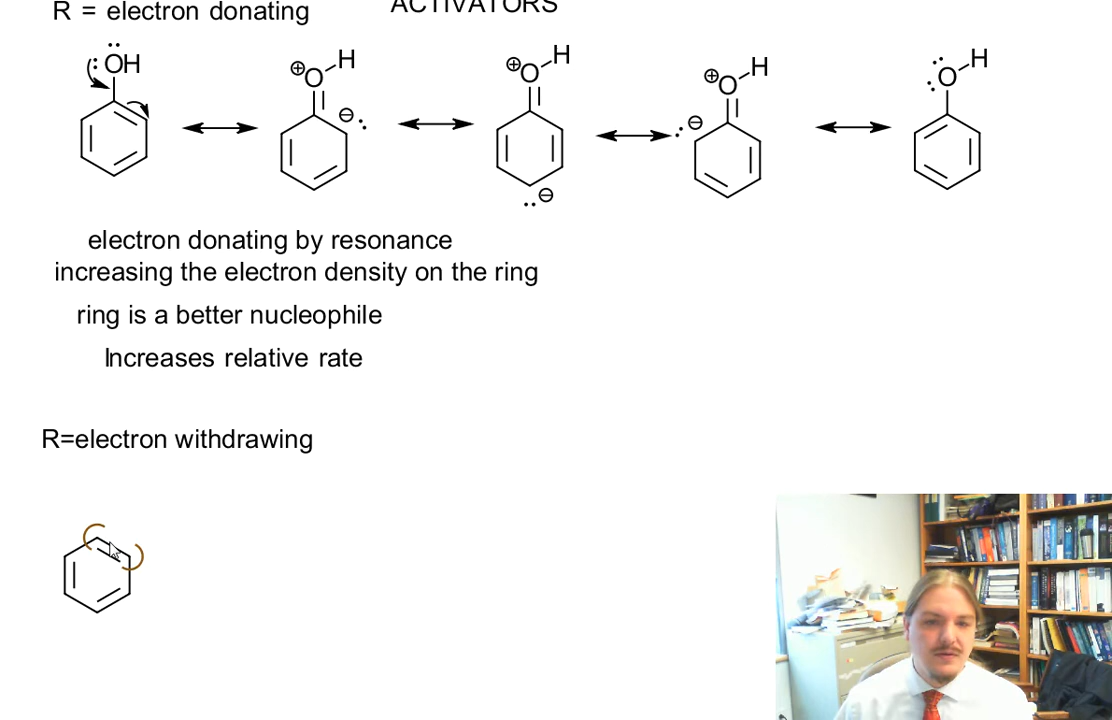 R = electron donating
ACTIVATORS
:ÖH
⊕O-H
⊖:
⊕O-H
..⊖
⊕O-H
:⊖
:Ö-H
electron donating by resonance
increasing the electron density on the ring
ring is a better nucleophile
Increases relative rate
R=electron withdrawing